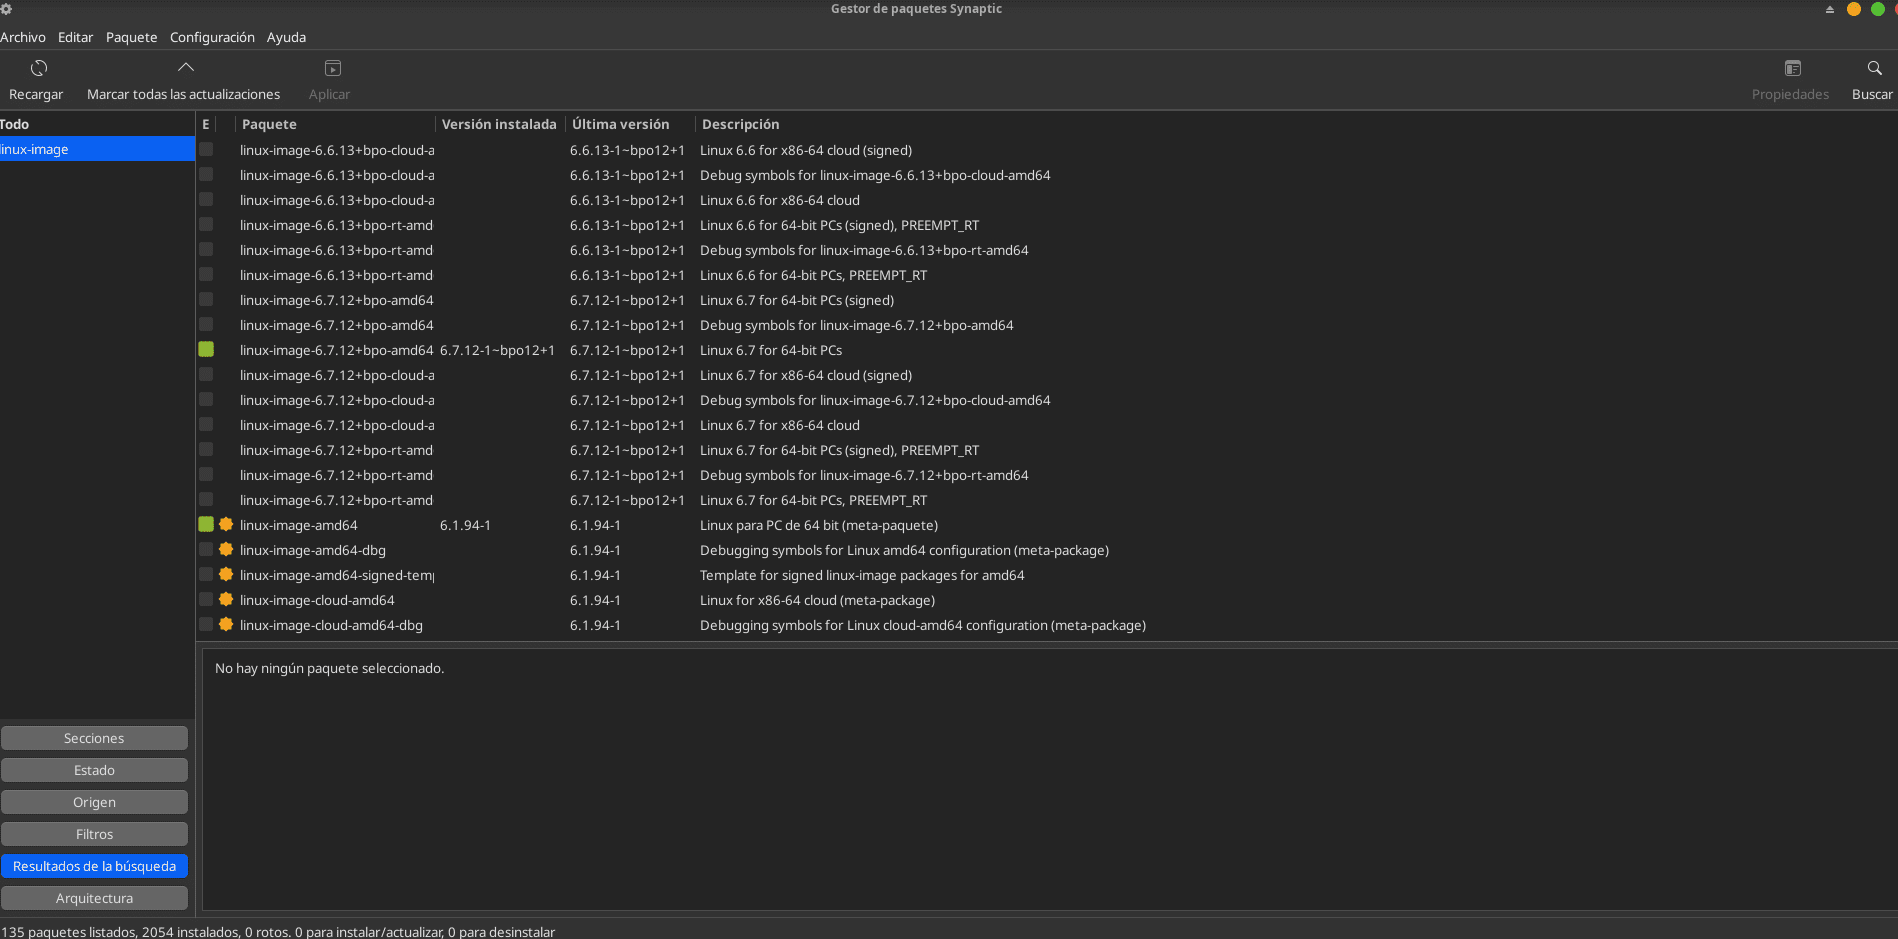 Gestor de paquetes Synaptic
Archivo Editar Paquete Configuración Ayuda
Recargar Marcar todas las actualizaciones Aplicar Propiedades Buscar
Todo
linux-image
E Paquete Versión instalada Última versión Descripción
linux-image-6.6.13+bpo-cloud-a 6.6.13-1~bpo12+1 Linux 6.6 for x86-64 cloud (signed)
linux-image-6.6.13+bpo-cloud-a 6.6.13-1~bpo12+1 Debug symbols for linux-image-6.6.13+bpo-cloud-amd64
linux-image-6.6.13+bpo-cloud-a 6.6.13-1~bpo12+1 Linux 6.6 for x86-64 cloud
linux-image-6.6.13+bpo-rt-amd 6.6.13-1~bpo12+1 Linux 6.6 for 64-bit PCs (signed), PREEMPT_RT
linux-image-6.6.13+bpo-rt-amd 6.6.13-1~bpo12+1 Debug symbols for linux-image-6.6.13+bpo-rt-amd64
linux-image-6.6.13+bpo-rt-amd 6.6.13-1~bpo12+1 Linux 6.6 for 64-bit PCs, PREEMPT_RT
linux-image-6.7.12+bpo-amd64 6.7.12-1~bpo12+1 Linux 6.7 for 64-bit PCs (signed)
linux-image-6.7.12+bpo-amd64 6.7.12-1~bpo12+1 Debug symbols for linux-image-6.7.12+bpo-amd64
linux-image-6.7.12+bpo-amd64 6.7.12-1~bpo12+1 6.7.12-1~bpo12+1 Linux 6.7 for 64-bit PCs
linux-image-6.7.12+bpo-cloud-a 6.7.12-1~bpo12+1 Linux 6.7 for x86-64 cloud (signed)
linux-image-6.7.12+bpo-cloud-a 6.7.12-1~bpo12+1 Debug symbols for linux-image-6.7.12+bpo-cloud-amd64
linux-image-6.7.12+bpo-cloud-a 6.7.12-1~bpo12+1 Linux 6.7 for x86-64 cloud
linux-image-6.7.12+bpo-rt-amd 6.7.12-1~bpo12+1 Linux 6.7 for 64-bit PCs (signed), PREEMPT_RT
linux-image-6.7.12+bpo-rt-amd 6.7.12-1~bpo12+1 Debug symbols for linux-image-6.7.12+bpo-rt-amd64
linux-image-6.7.12+bpo-rt-amd 6.7.12-1~bpo12+1 Linux 6.7 for 64-bit PCs, PREEMPT_RT
linux-image-amd64 6.1.94-1 6.1.94-1 Linux para PC de 64 bit (meta-paquete)
linux-image-amd64-dbg 6.1.94-1 Debugging symbols for Linux amd64 configuration (meta-package)
linux-image-amd64-signed-temp 6.1.94-1 Template for signed linux-image packages for amd64
linux-image-cloud-amd64 6.1.94-1 Linux for x86-64 cloud (meta-package)
linux-image-cloud-amd64-dbg 6.1.94-1 Debugging symbols for Linux cloud-amd64 configuration (meta-package)
No hay ningún paquete seleccionado.
Secciones
Estado
Origen
Filtros
Resultados de la búsqueda
Arquitectura
135 paquetes listados, 2054 instalados, 0 rotos. 0 para instalar/actualizar, 0 para desinstalar